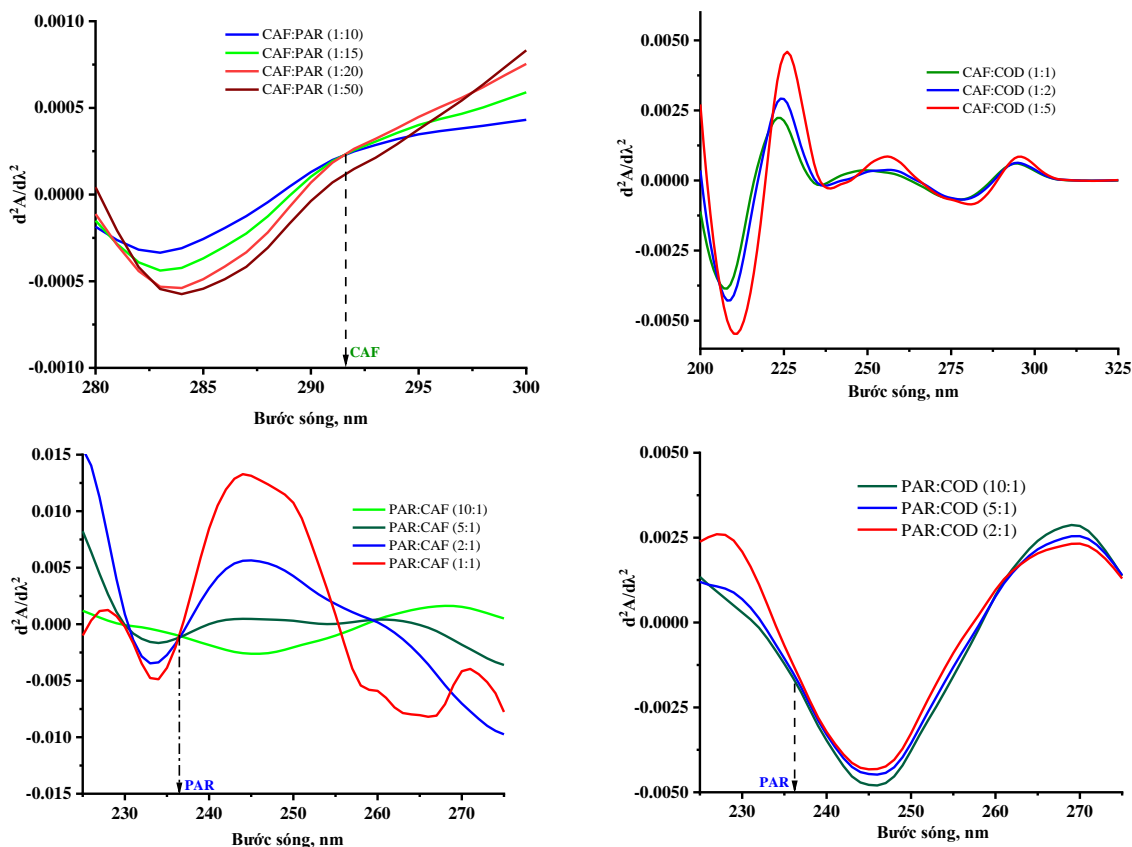 0.0010
0.0005
0.0000
-0.0005
-0.0010
d²A/dλ²
CAF:PAR (1:10)
CAF:PAR (1:15)
CAF:PAR (1:20)
CAF:PAR (1:50)
CAF
280 285 290 295 300
Bước sóng, nm
0.0050
0.0025
0.0000
-0.0025
-0.0050
d²A/dλ²
CAF:COD (1:1)
CAF:COD (1:2)
CAF:COD (1:5)
200 225 250 275 300 325
Bước sóng, nm
0.015
0.010
0.005
0.000
-0.005
-0.010
-0.015
d²A/dλ²
PAR:CAF (10:1)
PAR:CAF (5:1)
PAR:CAF (2:1)
PAR:CAF (1:1)
PAR
230 240 250 260 270
Bước sóng, nm
0.0050
0.0025
0.0000
-0.0025
-0.0050
d²A/dλ²
PAR:COD (10:1)
PAR:COD (5:1)
PAR:COD (2:1)
PAR
230 240 250 260 270
Bước sóng, nm